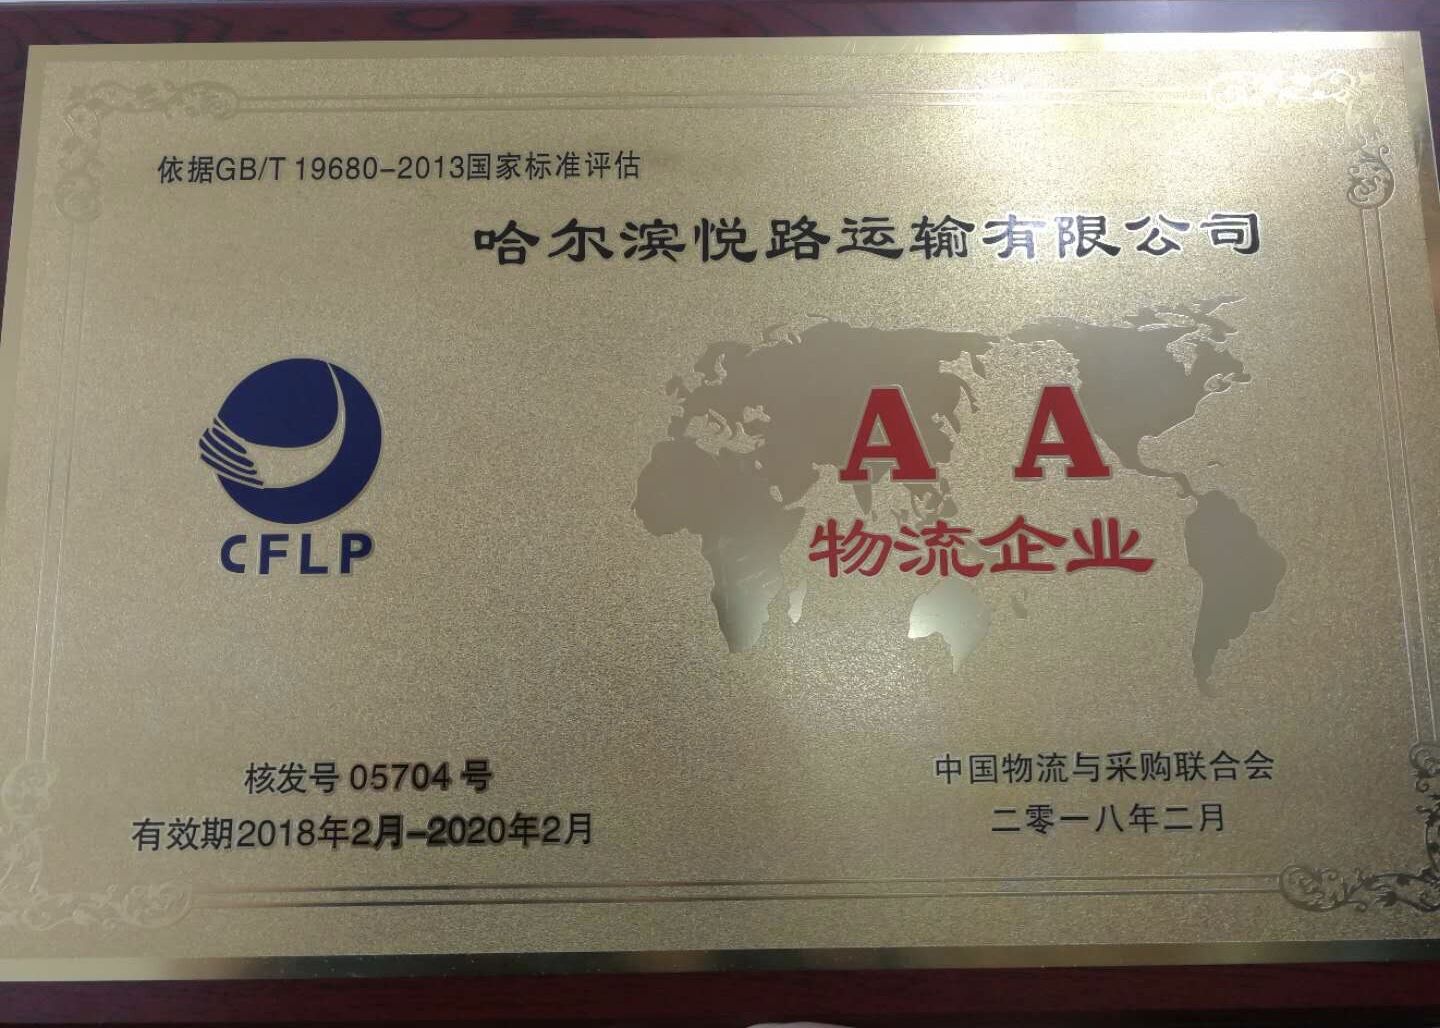 依据GB/T 19680-2013国家标准评估
哈尔滨悦路运输有限公司
A A
物流企业
CFLP
核发号 05704 号
有效期2018年2月-2020年2月
中国物流与采购联合会
二零一八年二月